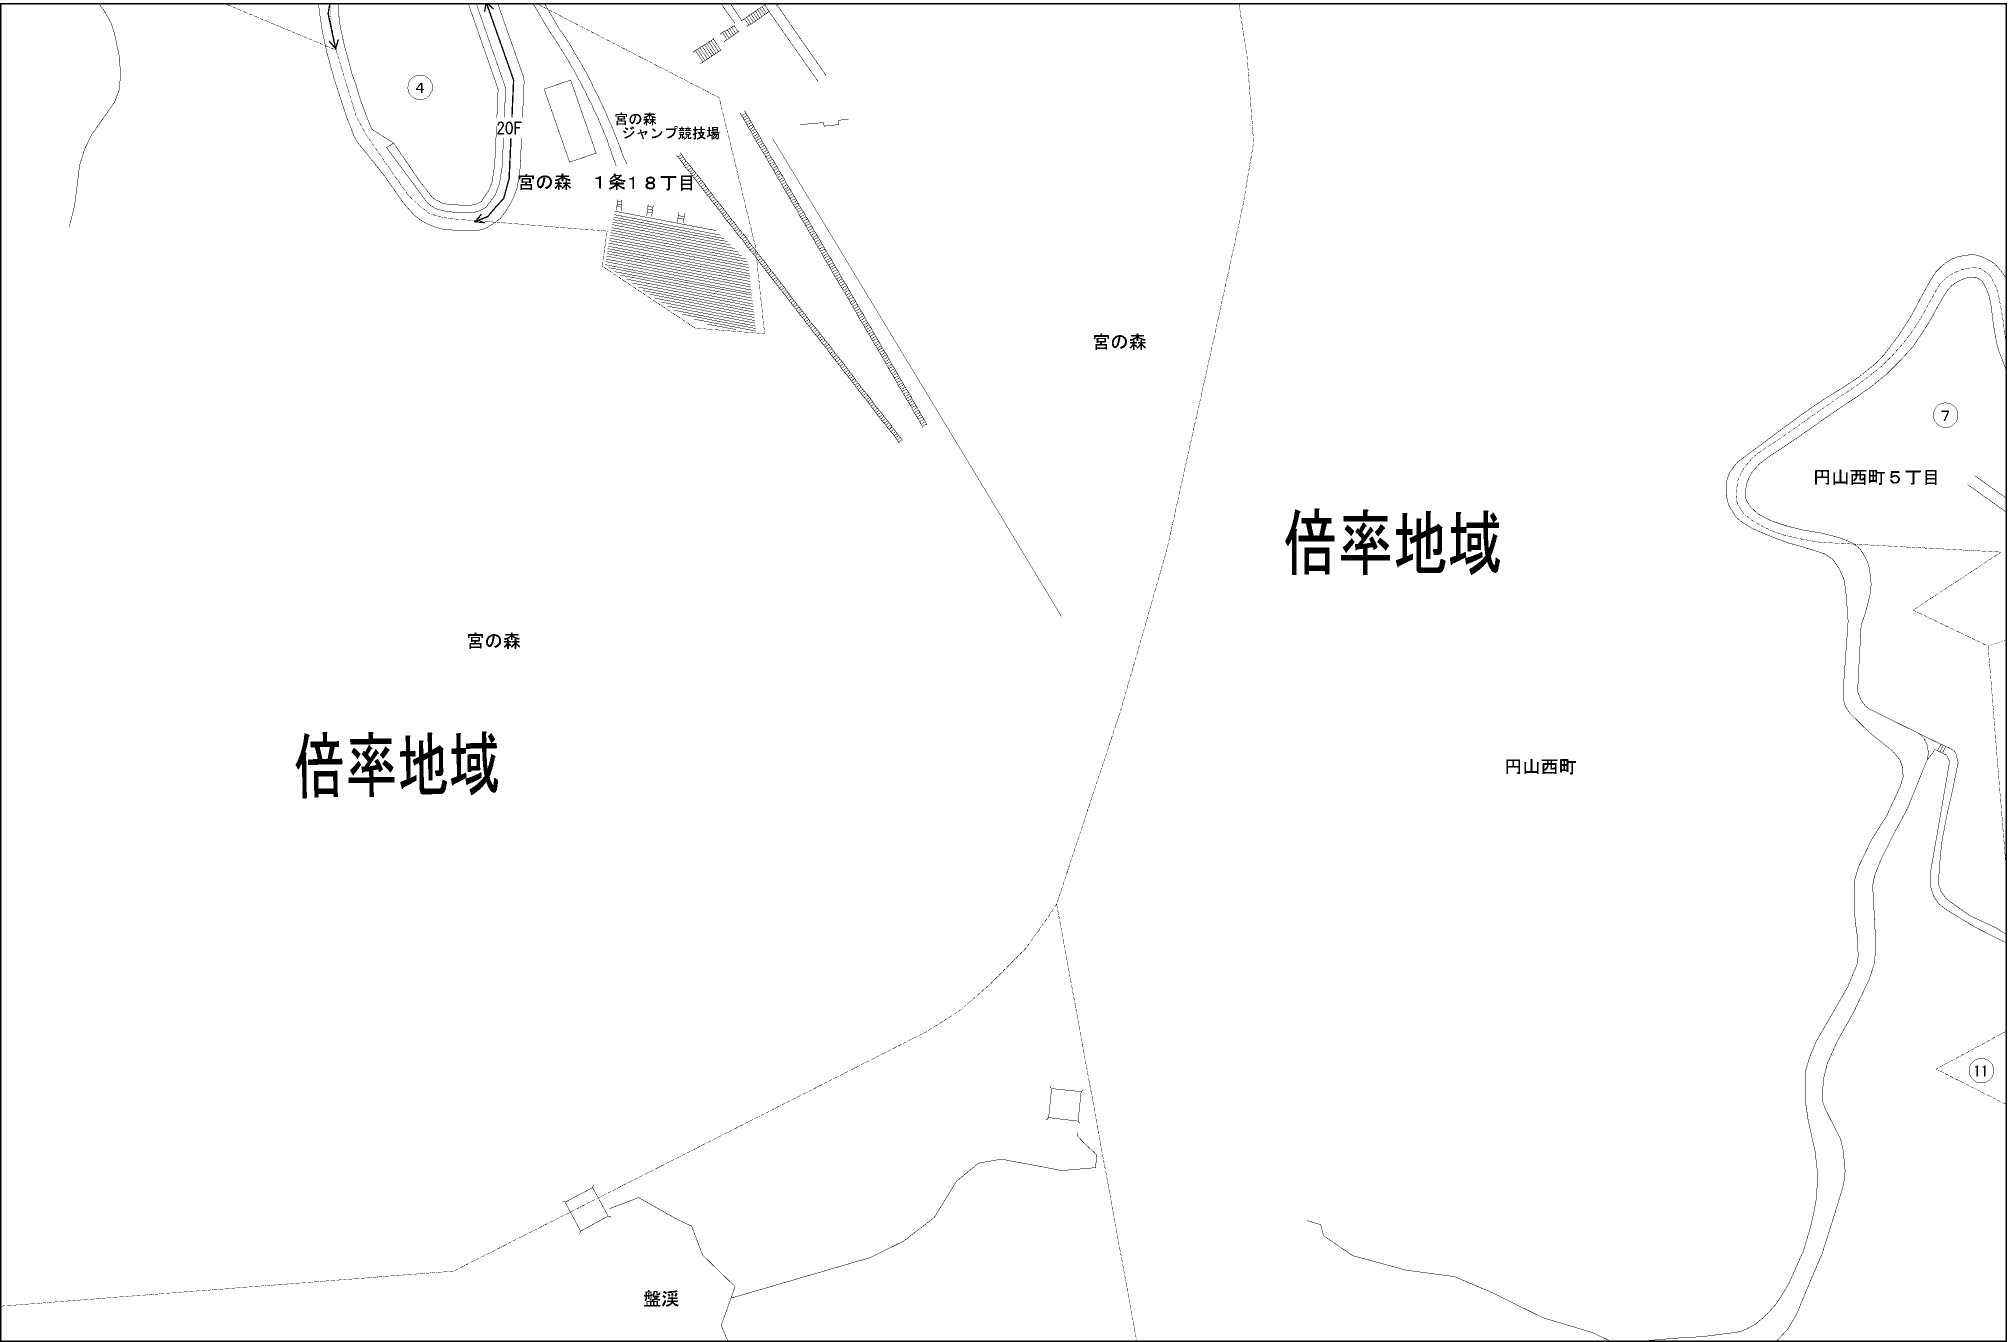 ④
20F
宮の森
ジャンプ競技場
宮の森　１条１８丁目
宮の森
⑦
円山西町５丁目
倍率地域
宮の森
倍率地域
円山西町
⑪
盤渓